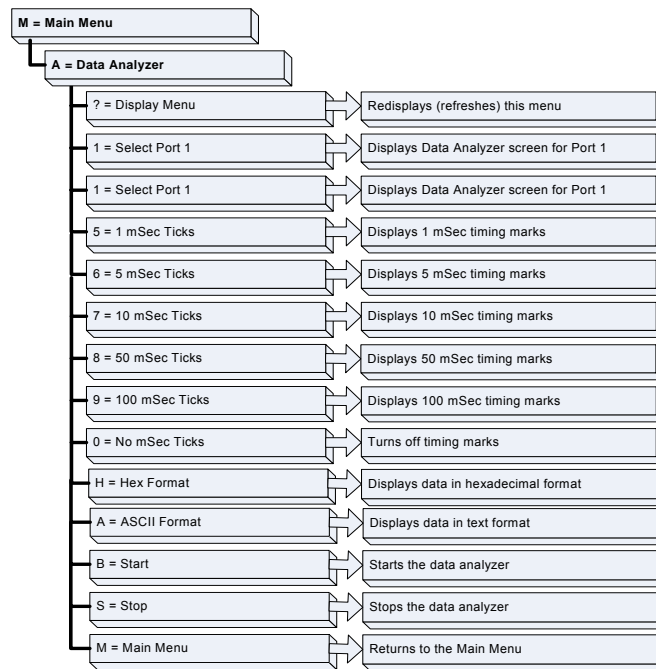 M = Main Menu
A = Data Analyzer
? = Display Menu Redisplays (refreshes) this menu
1 = Select Port 1 Displays Data Analyzer screen for Port 1
1 = Select Port 1 Displays Data Analyzer screen for Port 1
5 = 1 mSec Ticks Displays 1 mSec timing marks
6 = 5 mSec Ticks Displays 5 mSec timing marks
7 = 10 mSec Ticks Displays 10 mSec timing marks
8 = 50 mSec Ticks Displays 50 mSec timing marks
9 = 100 mSec Ticks Displays 100 mSec timing marks
0 = No mSec Ticks Turns off timing marks
H = Hex Format Displays data in hexadecimal format
A = ASCII Format Displays data in text format
B = Start Starts the data analyzer
S = Stop Stops the data analyzer
M = Main Menu Returns to the Main Menu